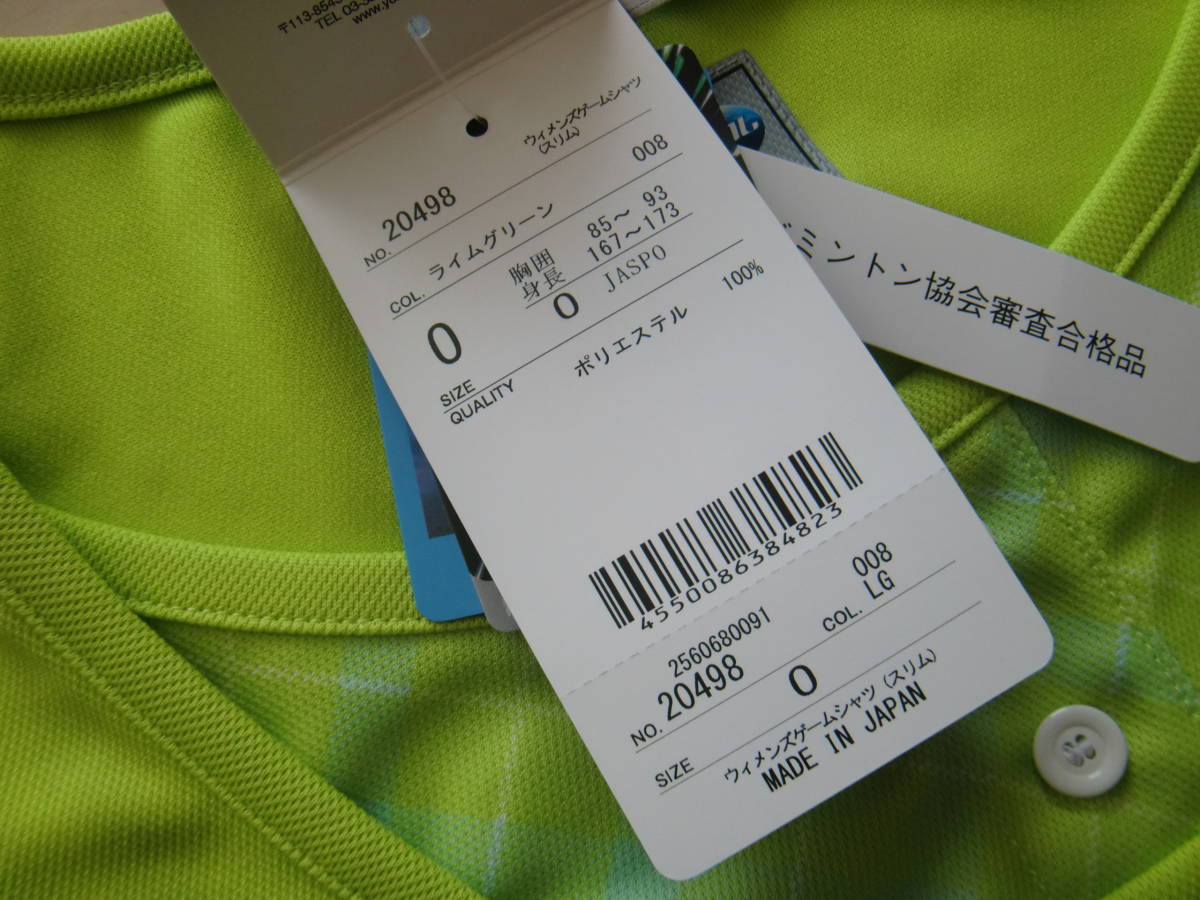 〒113-854
TEL 03-3
www.yo
ウィメンズゲームシャツ
(スリム)
NO. 20498 008
COL. ライムグリーン
胸囲 85～ 93
身長 167～173
0
O JASPO
SIZE
QUALITY ポリエステル 100%
4550086384823
2560680091
NO. 20498 COL. 008
LG
SIZE O
ウィメンズゲームシャツ (スリム)
MADE IN JAPAN
ミントン協会審査合格品